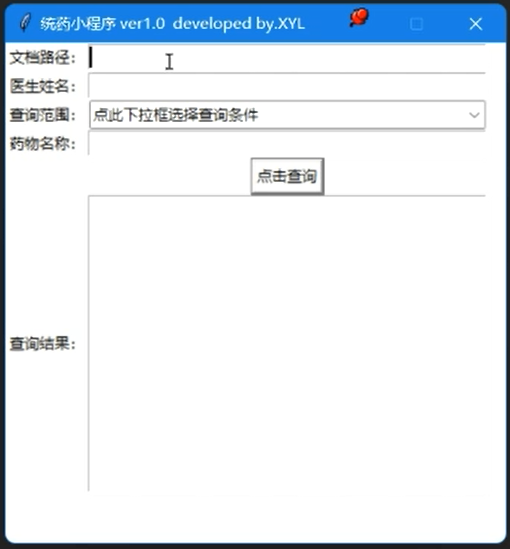 统药小程序 ver1.0  developed by.XYL
文档路径：
医生姓名：
查询范围： 点此下拉框选择查询条件
药物名称：
点击查询
查询结果：